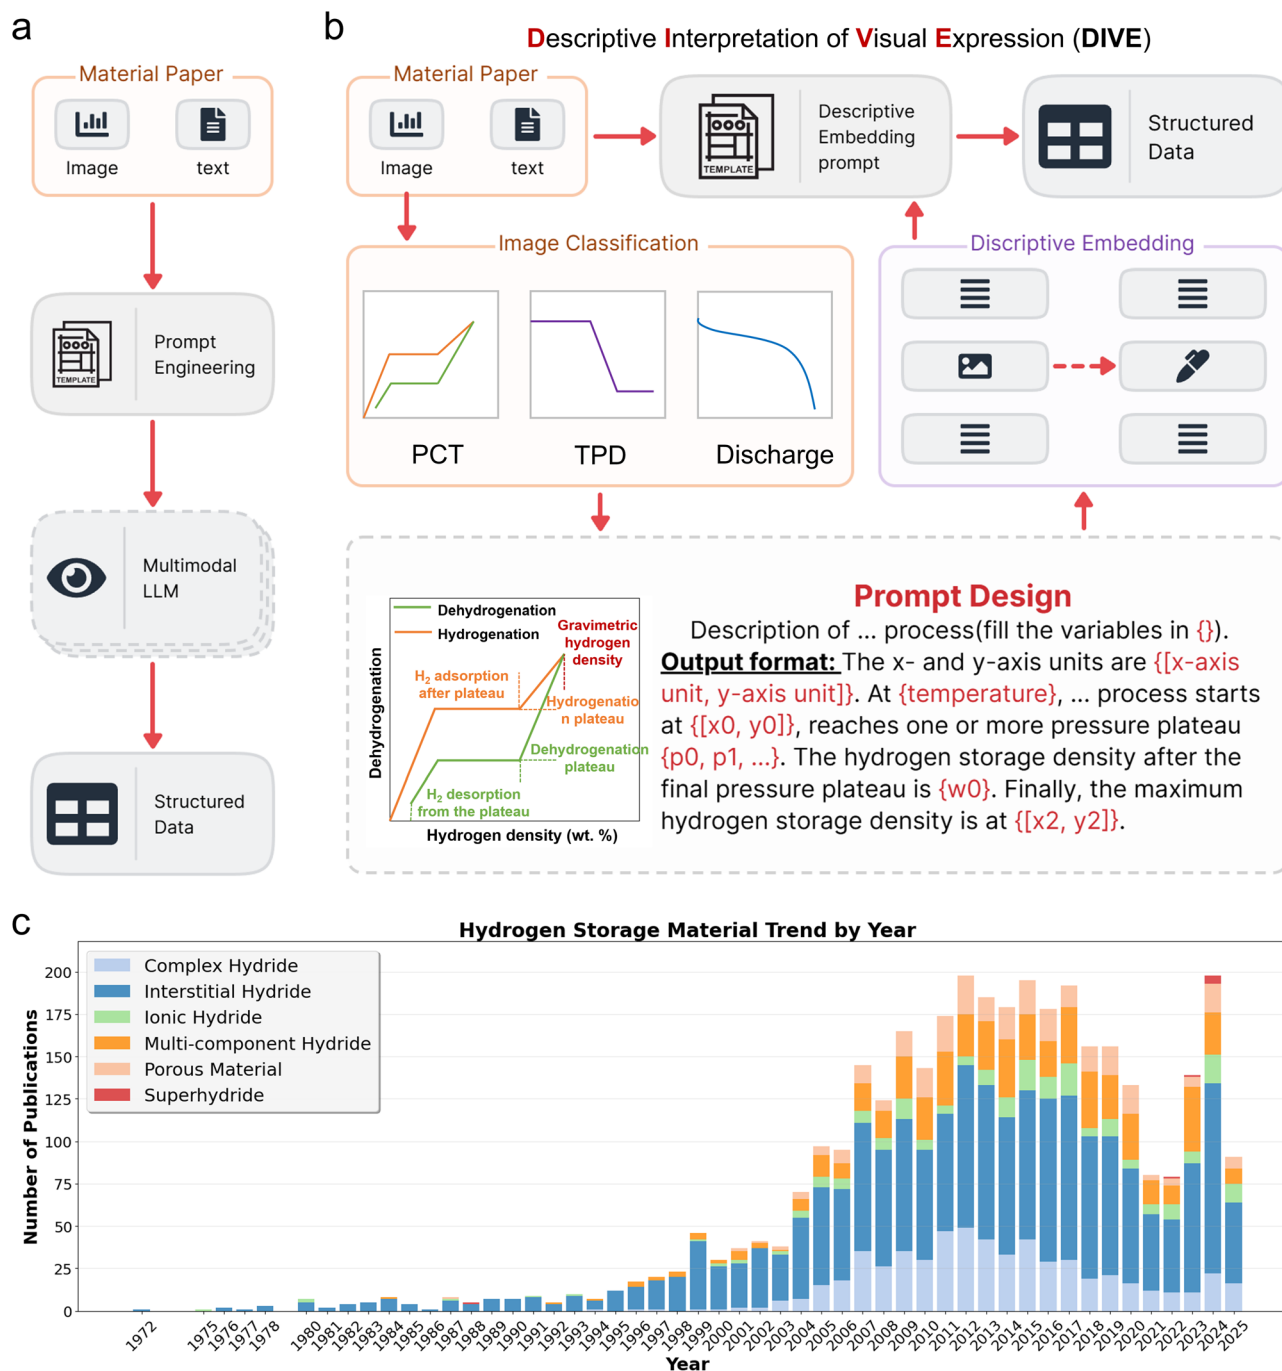 a
Material Paper
Image
text
Prompt
Engineering
TEMPLATE
Multimodal
LLM
Structured
Data
b
Descriptive Interpretation of Visual Expression (DIVE)
Material Paper
Image
text
TEMPLATE
Descriptive
Embedding
prompt
Structured
Data
Image Classification
PCT
TPD
Discharge
Discriptive Embedding
Dehydrogenation
Hydrogenation
Gravimetric
hydrogen
density
H2 adsorption
after plateau
Hydrogenatio
n plateau
Dehydrogenation
plateau
H2 desorption
from the plateau
Dehydrogenation
Hydrogen density (wt. %)
Prompt Design
Description of ... process(fill the variables in {}).
Output format: The x- and y-axis units are {[x-axis
unit, y-axis unit]}. At {temperature}, ... process starts
at {[x0, y0]}, reaches one or more pressure plateau
{p0, p1, ...}. The hydrogen storage density after the
final pressure plateau is {w0}. Finally, the maximum
hydrogen storage density is at {[x2, y2]}.
c
Hydrogen Storage Material Trend by Year
Complex Hydride
Interstitial Hydride
Ionic Hydride
Multi-component Hydride
Porous Material
Superhydride
Number of Publications
200
175
150
125
100
75
50
25
0
1972 1975 1976 1977 1978 1980 1981 1982 1983 1984 1985 1986 1987 1988 1989 1990 1991 1992 1993 1994 1995 1996 1997 1998 1999 2000 2001 2002 2003 2004 2005 2006 2007 2008 2009 2010 2011 2012 2013 2014 2015 2016 2017 2018 2019 2020 2021 2022 2023 2024 2025
Year